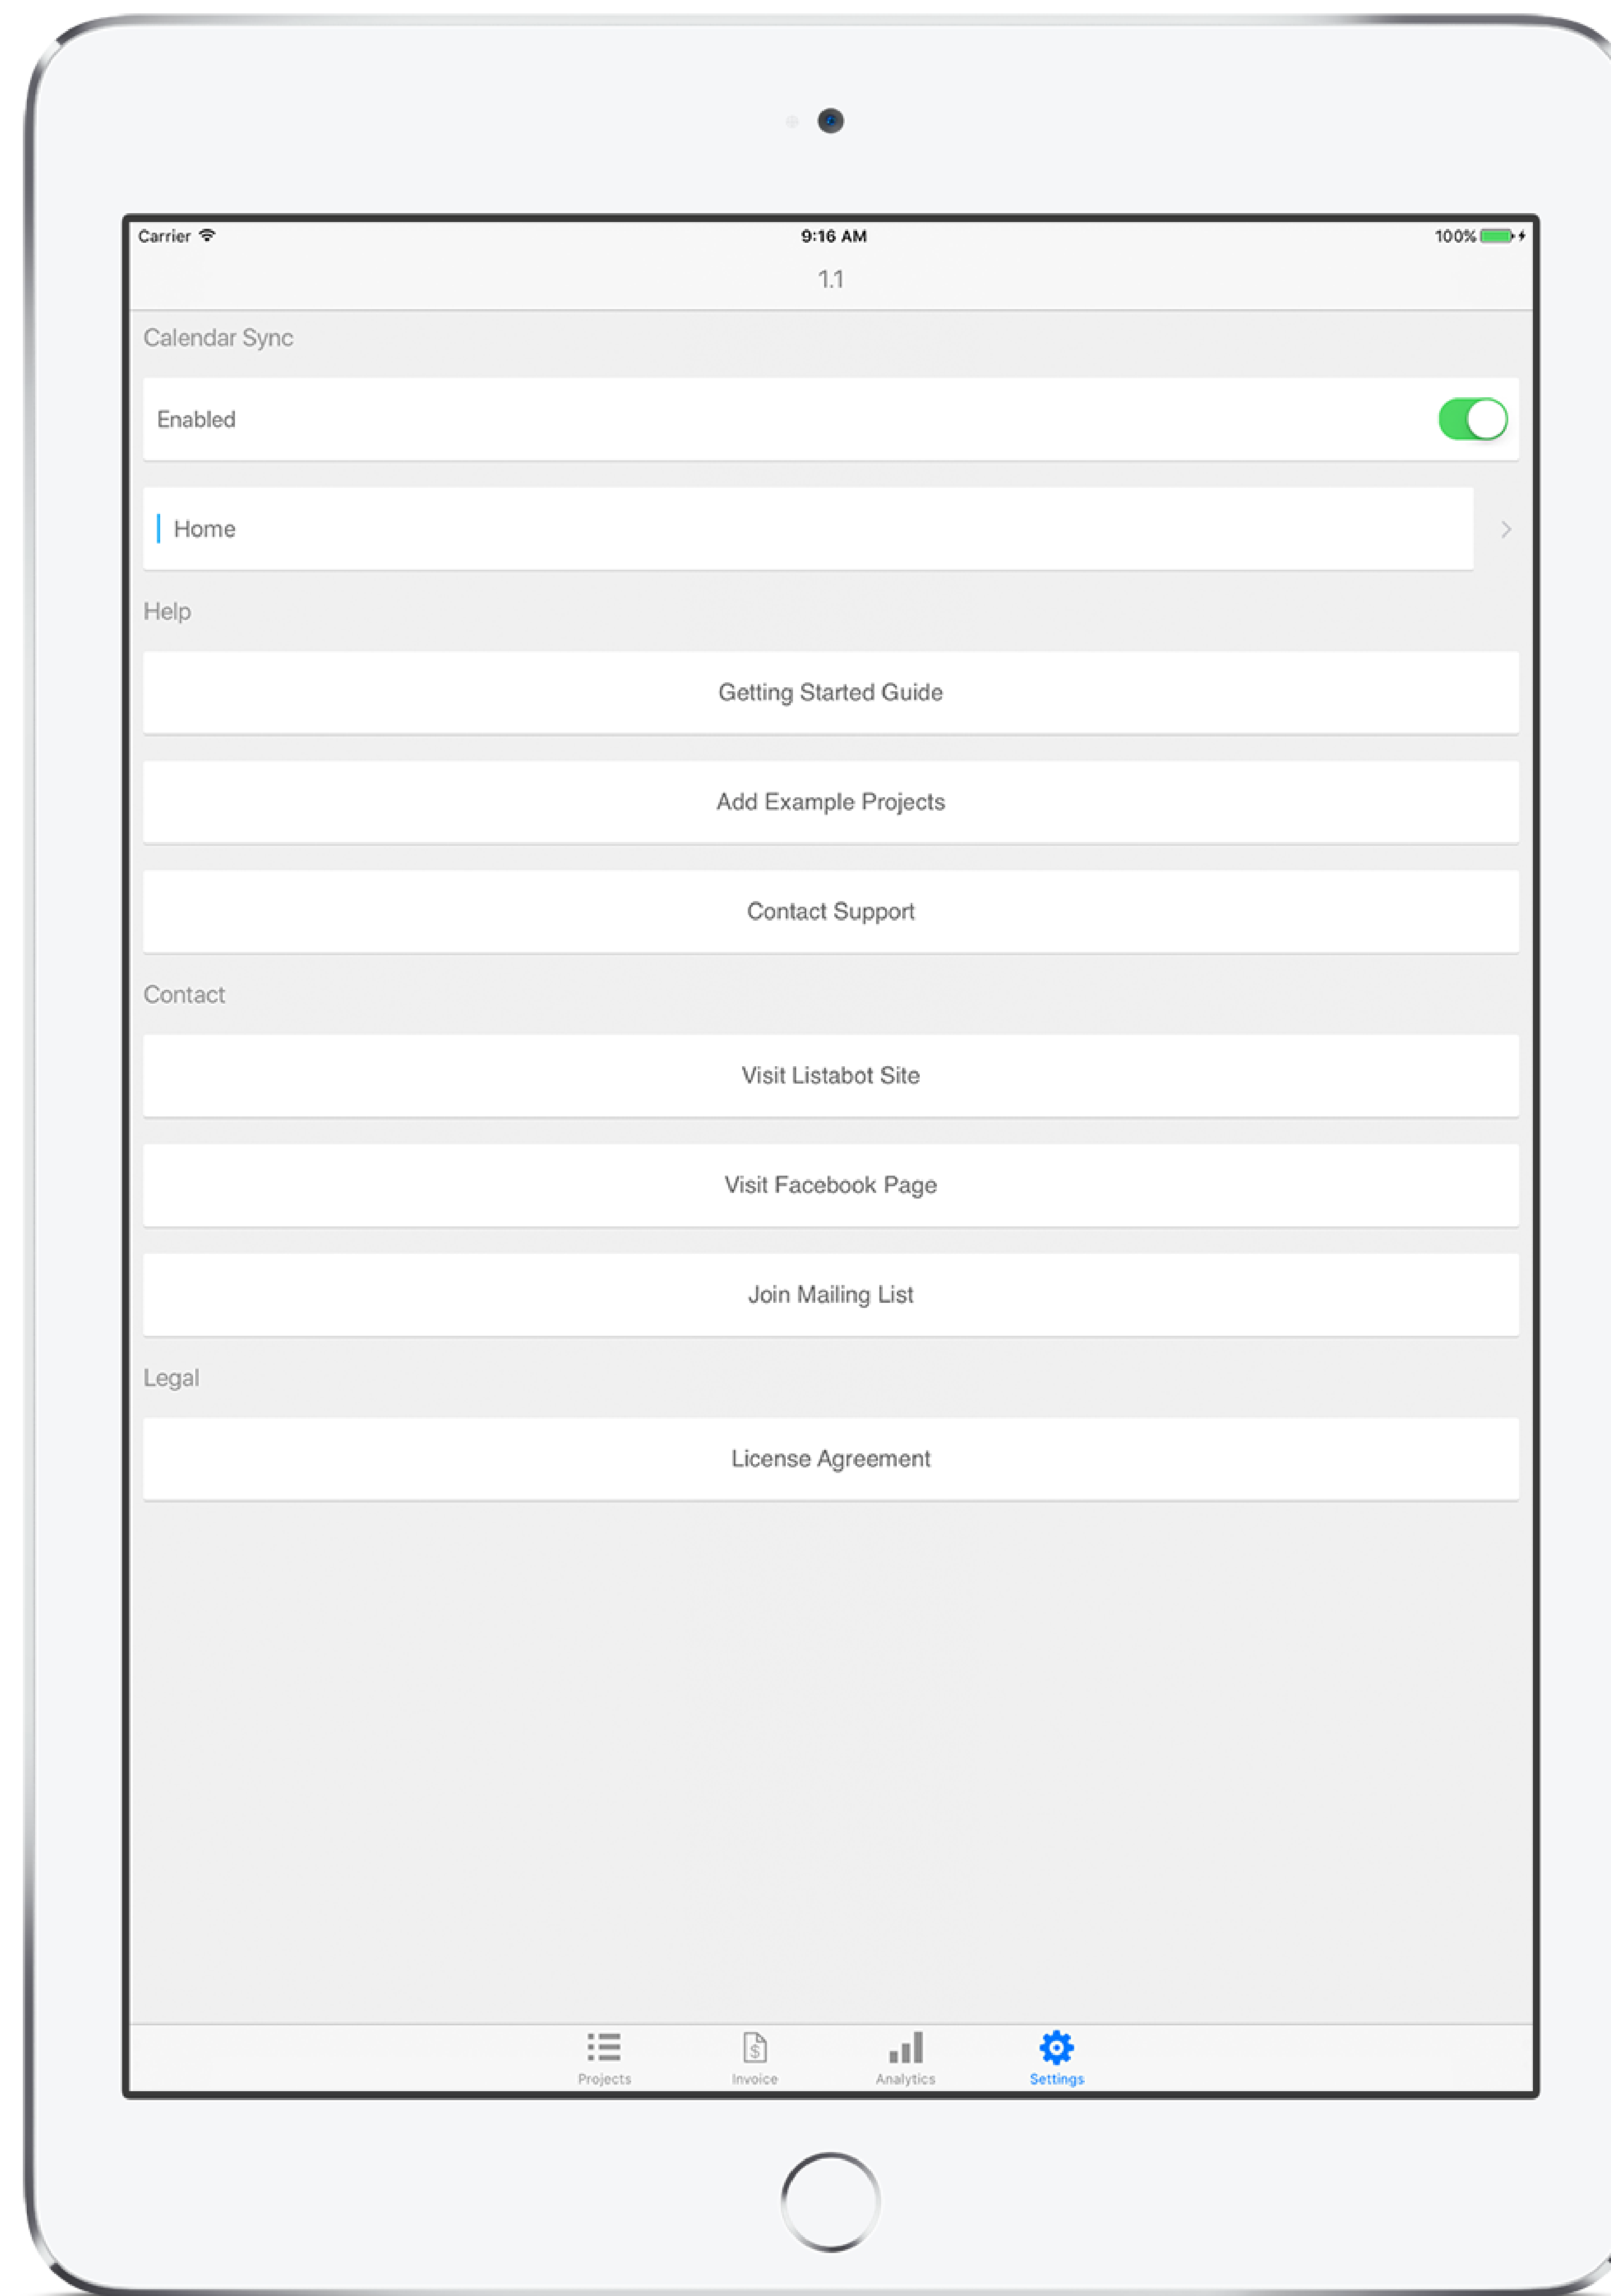 Carrier
9:16 AM
100%
1.1
Calendar Sync
Enabled
Home
Help
Getting Started Guide
Add Example Projects
Contact Support
Contact
Visit Listabot Site
Visit Facebook Page
Join Mailing List
Legal
License Agreement
$
Projects
Invoice
Analytics
Settings